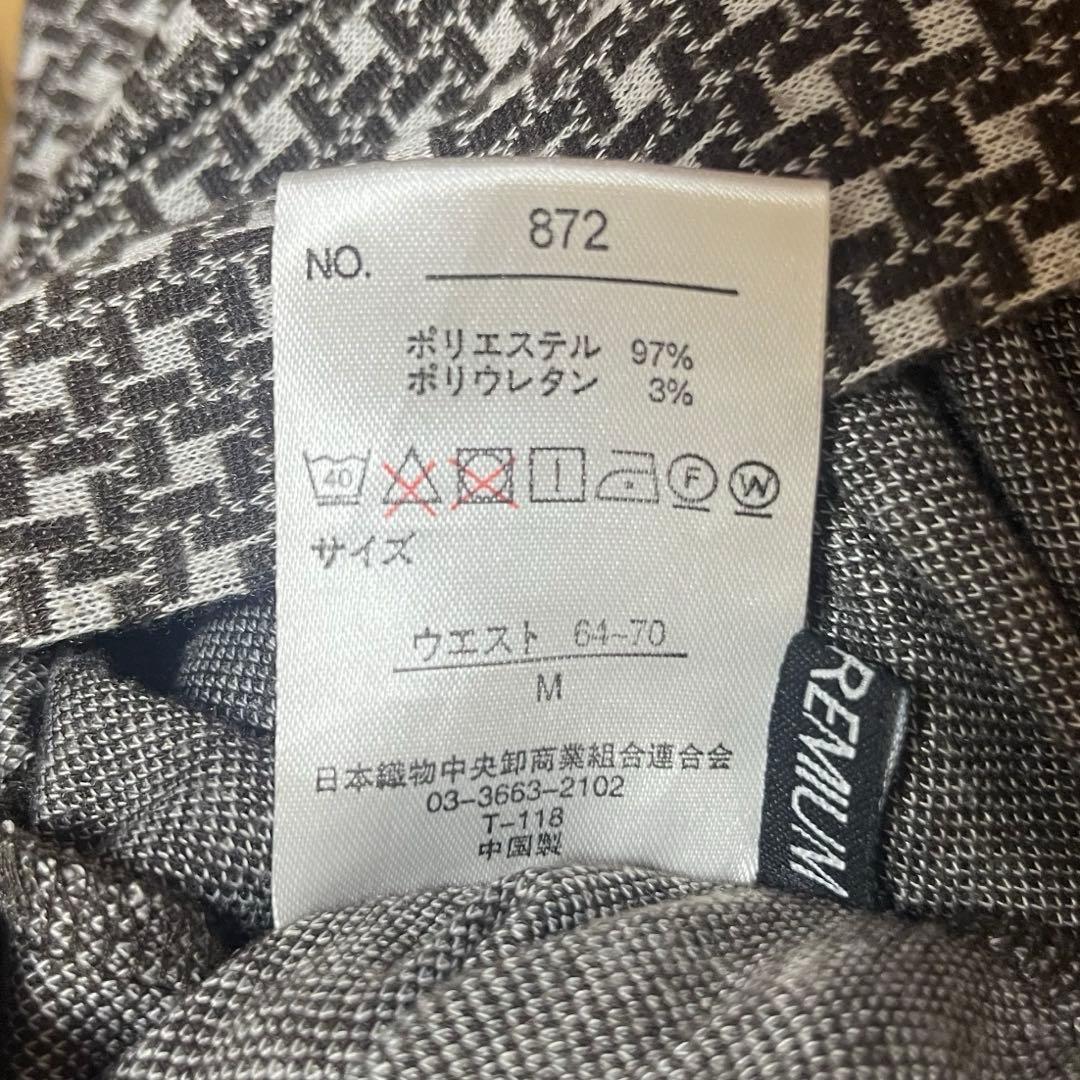 NO. 872
ポリエステル 97%
ポリウレタン 3%
40
F
W
サイズ
ウエスト 64~70
M
日本織物中央卸商業組合連合会
03-3663-2102
T-118
中国製
REMIUM